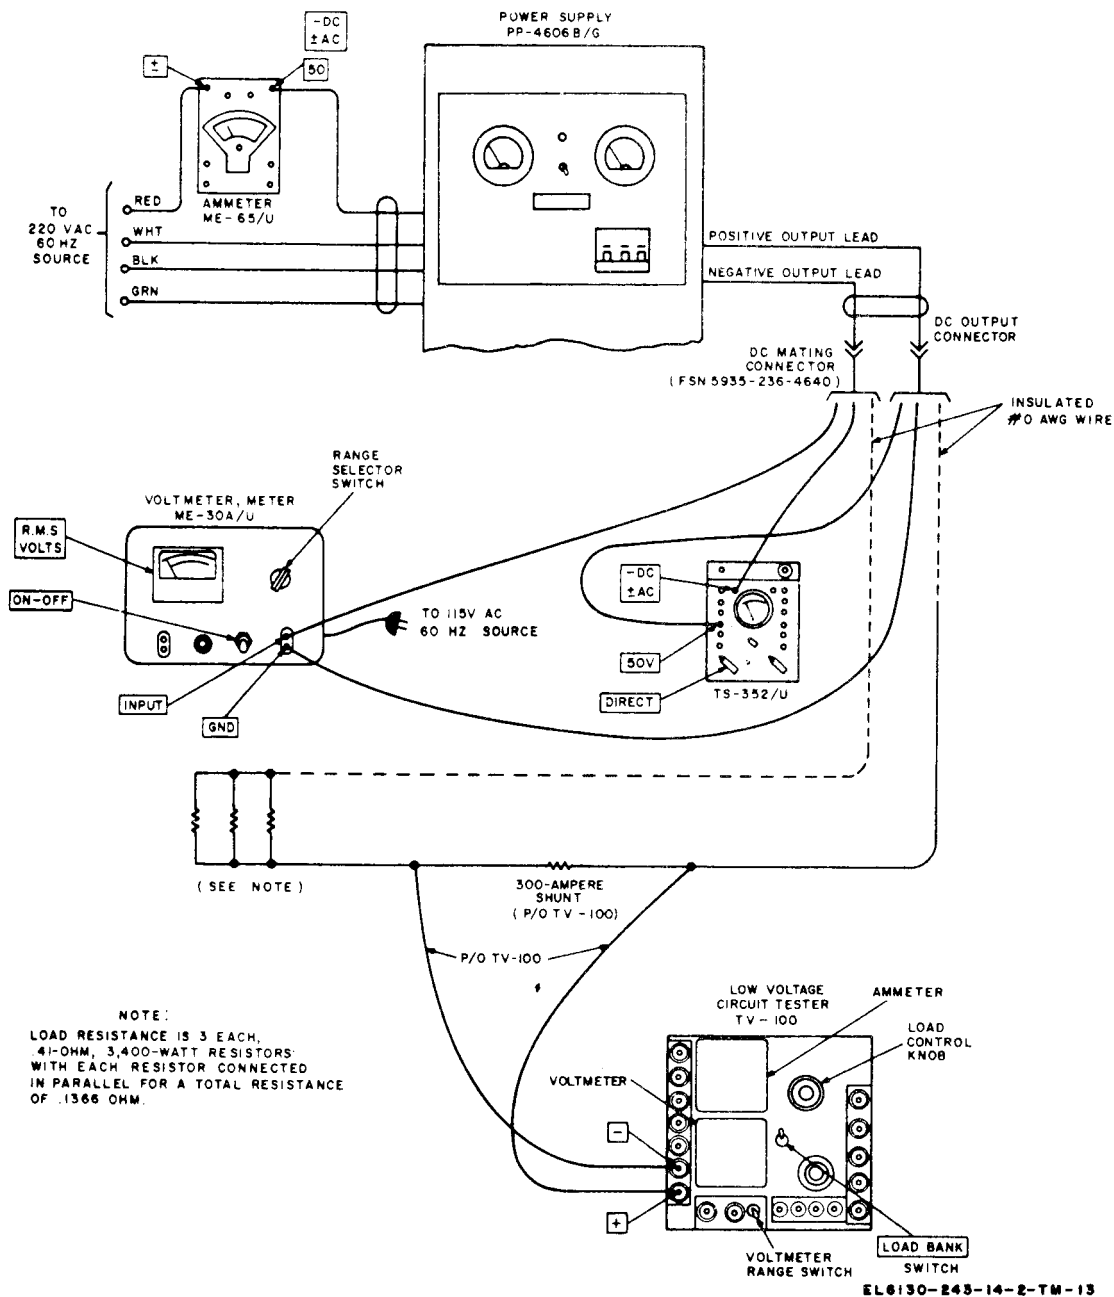 POWER SUPPLY
PP-4606B/G
-DC
±AC
±
50
AMMETER
ME-65/U
TO
220 VAC
60 HZ
SOURCE
RED
WHT
BLK
GRN
POSITIVE OUTPUT LEAD
NEGATIVE OUTPUT LEAD
DC OUTPUT
CONNECTOR
DC MATING
CONNECTOR
(FSN 5935-236-4640)
INSULATED
#0 AWG WIRE
RANGE
SELECTOR
SWITCH
VOLTMETER, METER
ME-30A/U
R.M.S
VOLTS
ON-OFF
INPUT
GND
TO 115V AC
60 HZ SOURCE
-DC
±AC
50V
DIRECT
TS-352/U
(SEE NOTE)
300-AMPERE
SHUNT
(P/O TV-100)
P/O TV-100
NOTE:
LOAD RESISTANCE IS 3 EACH,
.41-OHM, 3,400-WATT RESISTORS
WITH EACH RESISTOR CONNECTED
IN PARALLEL FOR A TOTAL RESISTANCE
OF .1366 OHM.
LOW VOLTAGE
CIRCUIT TESTER
TV-100
AMMETER
LOAD
CONTROL
KNOB
VOLTMETER
-
+
VOLTMETER
RANGE SWITCH
LOAD BANK
SWITCH
EL6130-243-14-2-TM-13